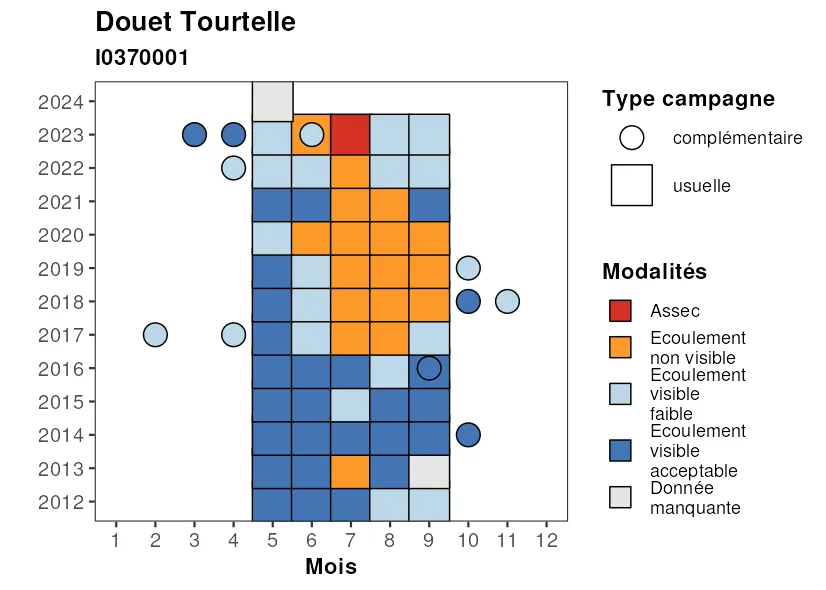 Douet Tourtelle
I0370001
2024
2023
2022
2021
2020
2019
2018
2017
2016
2015
2014
2013
2012
1 2 3 4 5 6 7 8 9 10 11 12
Mois
Type campagne
complémentaire
usuelle
Modalités
Assec
Ecoulement
non visible
Ecoulement
visible
faible
Ecoulement
visible
acceptable
Donnée
manquante